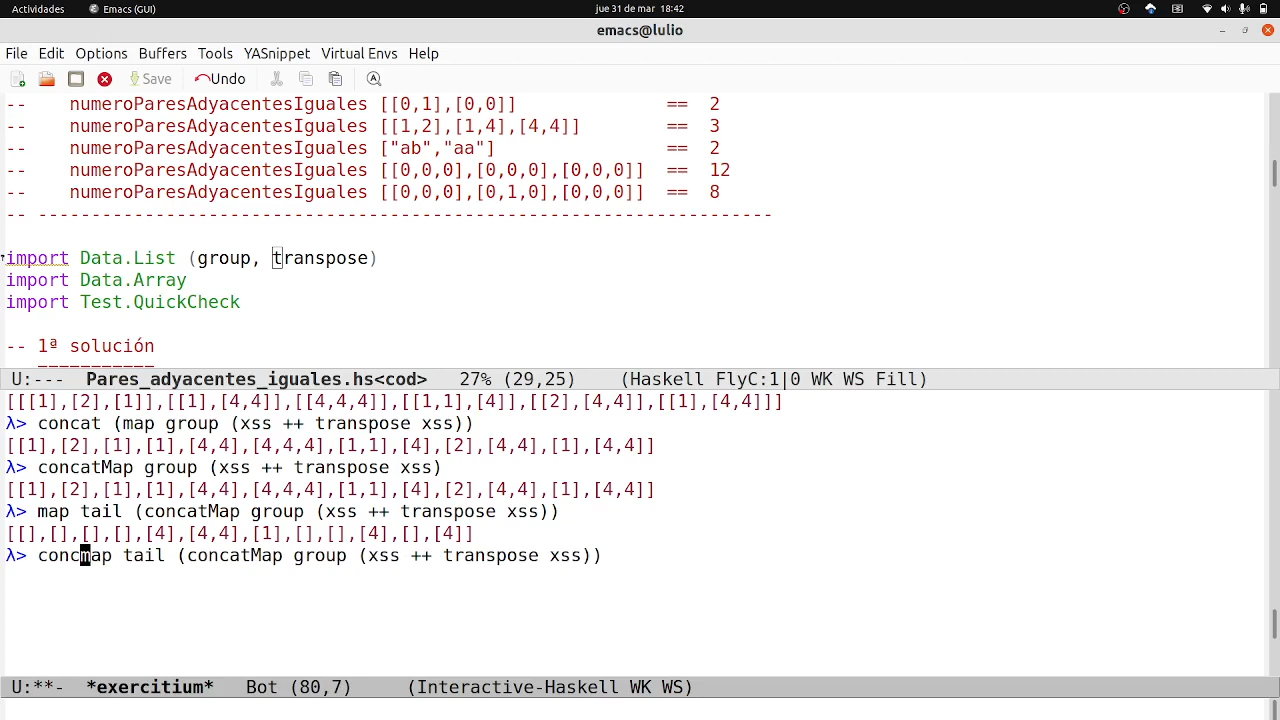 Actividades Emacs (GUI) jue 31 de mar 18:42
emacs@lulio
File Edit Options Buffers Tools YASnippet Virtual Envs Help
Save Undo
-- numeroParesAdyacentesIguales [[0,1],[0,0]] == 2
-- numeroParesAdyacentesIguales [[1,2],[1,4],[4,4]] == 3
-- numeroParesAdyacentesIguales ["ab","aa"] == 2
-- numeroParesAdyacentesIguales [[0,0,0],[0,0,0],[0,0,0]] == 12
-- numeroParesAdyacentesIguales [[0,0,0],[0,1,0],[0,0,0]] == 8
-- ---------------------------------------------------------------------
import Data.List (group, transpose)
import Data.Array
import Test.QuickCheck
-- 1ª solución
===========
U:--- Pares_adyacentes_iguales.hs<cod> 27% (29,25) (Haskell FlyC:1|0 WK WS Fill)
[[[1],[2],[1]],[[1],[4,4]],[[4,4,4]],[[1,1],[4]],[[2],[4,4]],[[1],[4,4]]]
λ> concat (map group (xss ++ transpose xss))
[[1],[2],[1],[1],[4,4],[4,4,4],[1,1],[4],[2],[4,4],[1],[4,4]]
λ> concatMap group (xss ++ transpose xss)
[[1],[2],[1],[1],[4,4],[4,4,4],[1,1],[4],[2],[4,4],[1],[4,4]]
λ> map tail (concatMap group (xss ++ transpose xss))
[[],[],[],[],[4],[4,4],[1],[],[],[4],[],[4]]
λ> concmap tail (concatMap group (xss ++ transpose xss))
U:**- *exercitium* Bot (80,7) (Interactive-Haskell WK WS)